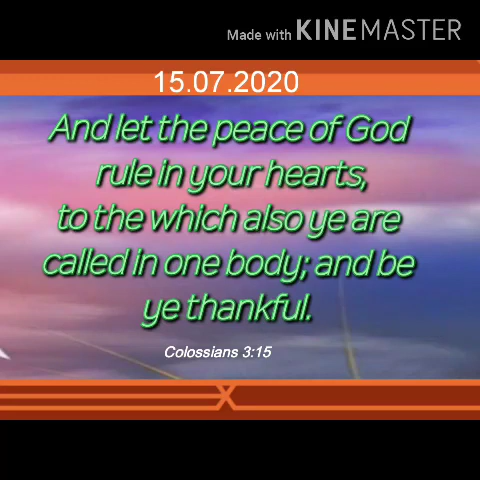 Made with KINEMASTER
15.07.2020
And let the peace of God
rule in your hearts,
to the which also ye are
called in one body; and be
ye thankful.
Colossians 3:15